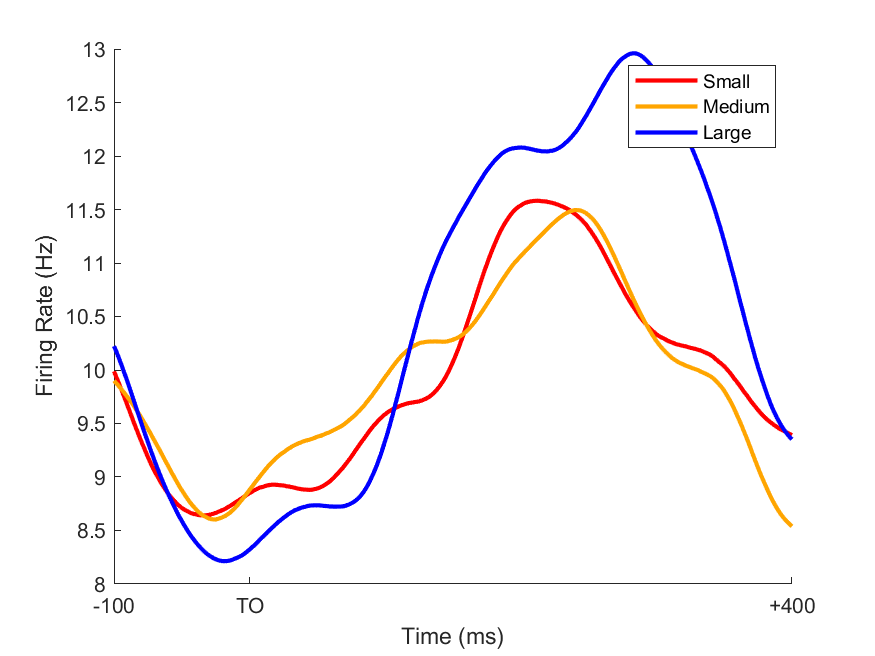 13
12.5
12
11.5
11
10.5
10
9.5
9
8.5
8
Firing Rate (Hz)
Small
Medium
Large
-100 TO +400
Time (ms)